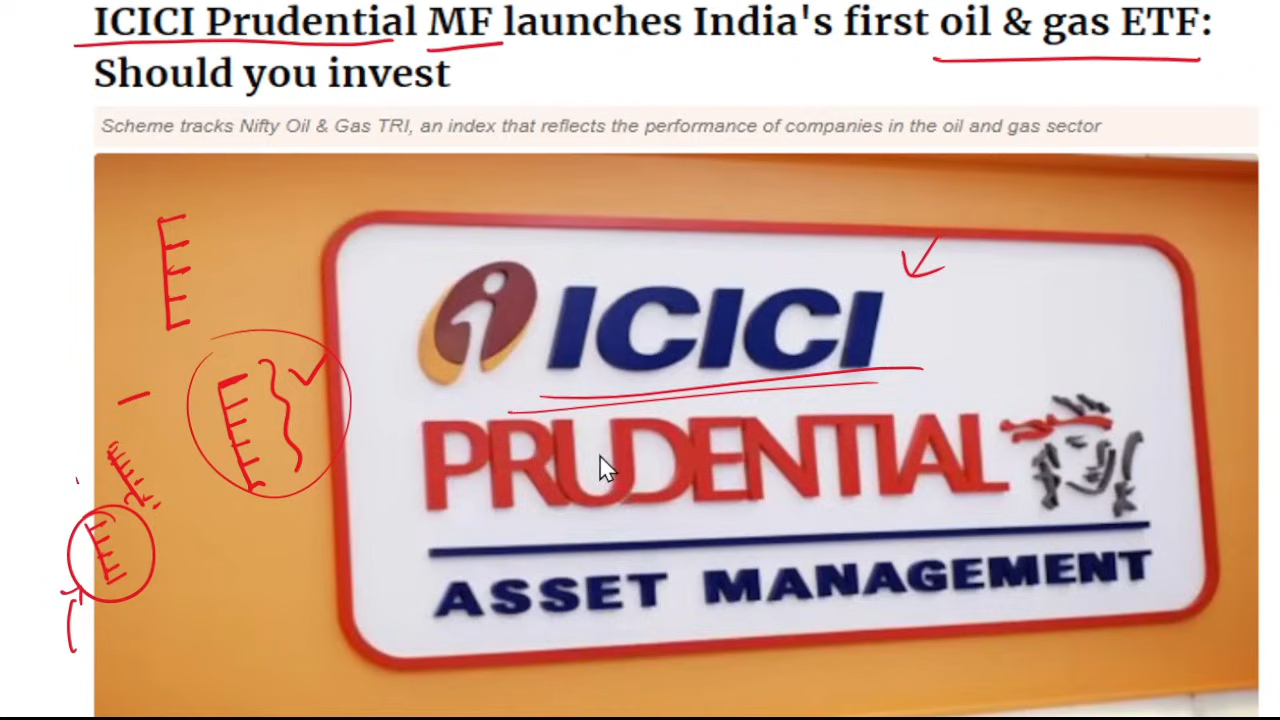 ICICI Prudential MF launches India's first oil & gas ETF:
Should you invest
Scheme tracks Nifty Oil & Gas TRI, an index that reflects the performance of companies in the oil and gas sector
ICICI
PRUDENTIAL
ASSET MANAGEMENT